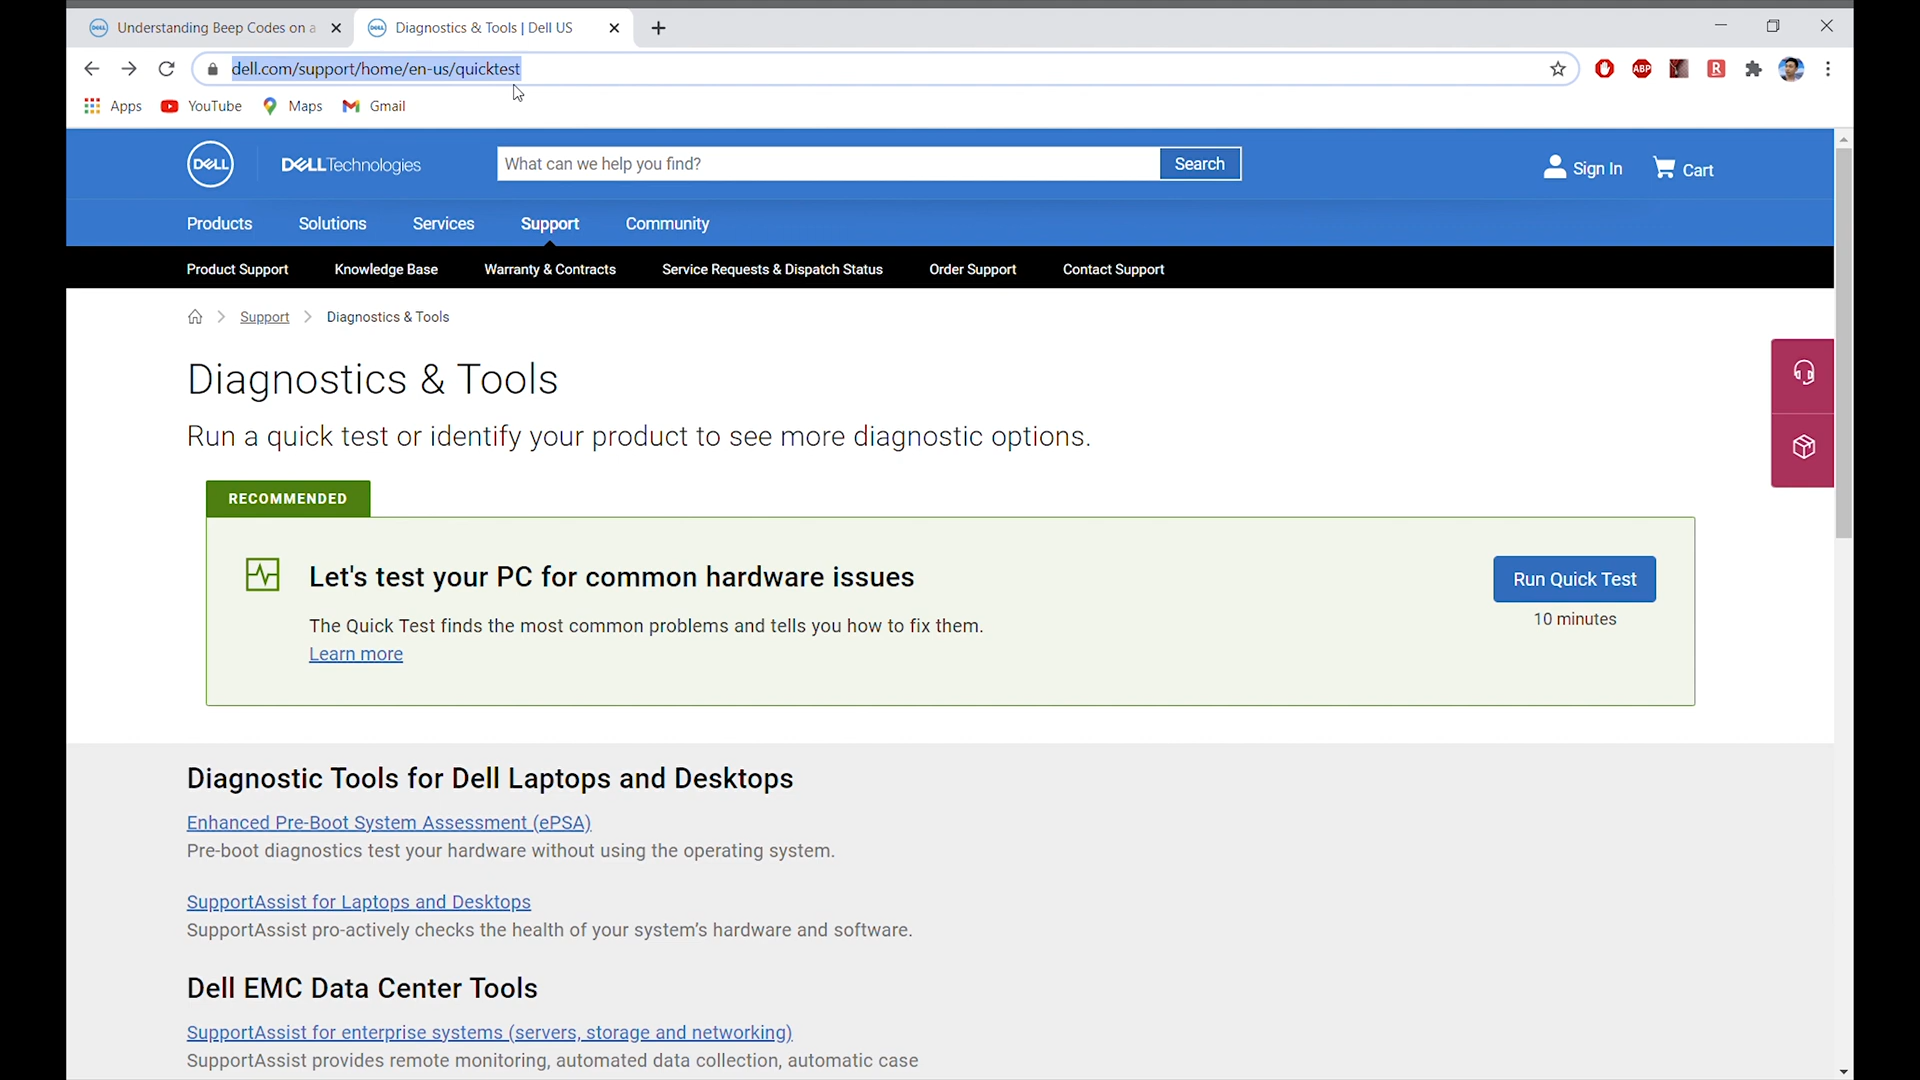 Understanding Beep Codes on a
Diagnostics & Tools | Dell US
dell.com/support/home/en-us/quicktest
ABP
R
Apps
YouTube
Maps
Gmail
DELL
DELLTechnologies
What can we help you find?
Search
Sign In
Cart
Products
Solutions
Services
Support
Community
Product Support
Knowledge Base
Warranty & Contracts
Service Requests & Dispatch Status
Order Support
Contact Support
Support
Diagnostics & Tools
Diagnostics & Tools
Run a quick test or identify your product to see more diagnostic options.
RECOMMENDED
Let's test your PC for common hardware issues
Run Quick Test
10 minutes
The Quick Test finds the most common problems and tells you how to fix them.
Learn more
Diagnostic Tools for Dell Laptops and Desktops
Enhanced Pre-Boot System Assessment (ePSA)
Pre-boot diagnostics test your hardware without using the operating system.
SupportAssist for Laptops and Desktops
SupportAssist pro-actively checks the health of your system’s hardware and software.
Dell EMC Data Center Tools
SupportAssist for enterprise systems (servers, storage and networking)
SupportAssist provides remote monitoring, automated data collection, automatic case